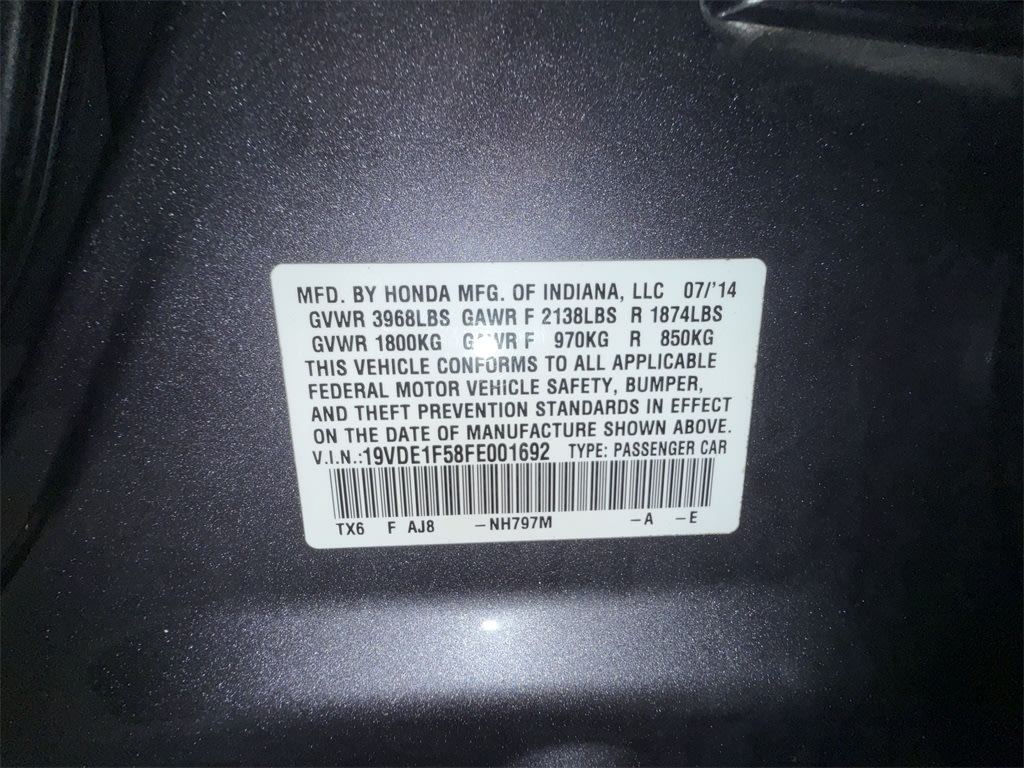 MFD. BY HONDA MFG. OF INDIANA, LLC 07/'14
GVWR 3968LBS GAWR F 2138LBS R 1874LBS
GVWR 1800KG GAWR F 970KG R 850KG
THIS VEHICLE CONFORMS TO ALL APPLICABLE
FEDERAL MOTOR VEHICLE SAFETY, BUMPER,
AND THEFT PREVENTION STANDARDS IN EFFECT
ON THE DATE OF MANUFACTURE SHOWN ABOVE.
V.I.N.:19VDE1F58FE001692 TYPE: PASSENGER CAR
TX6 F AJ8 -NH797M -A -E